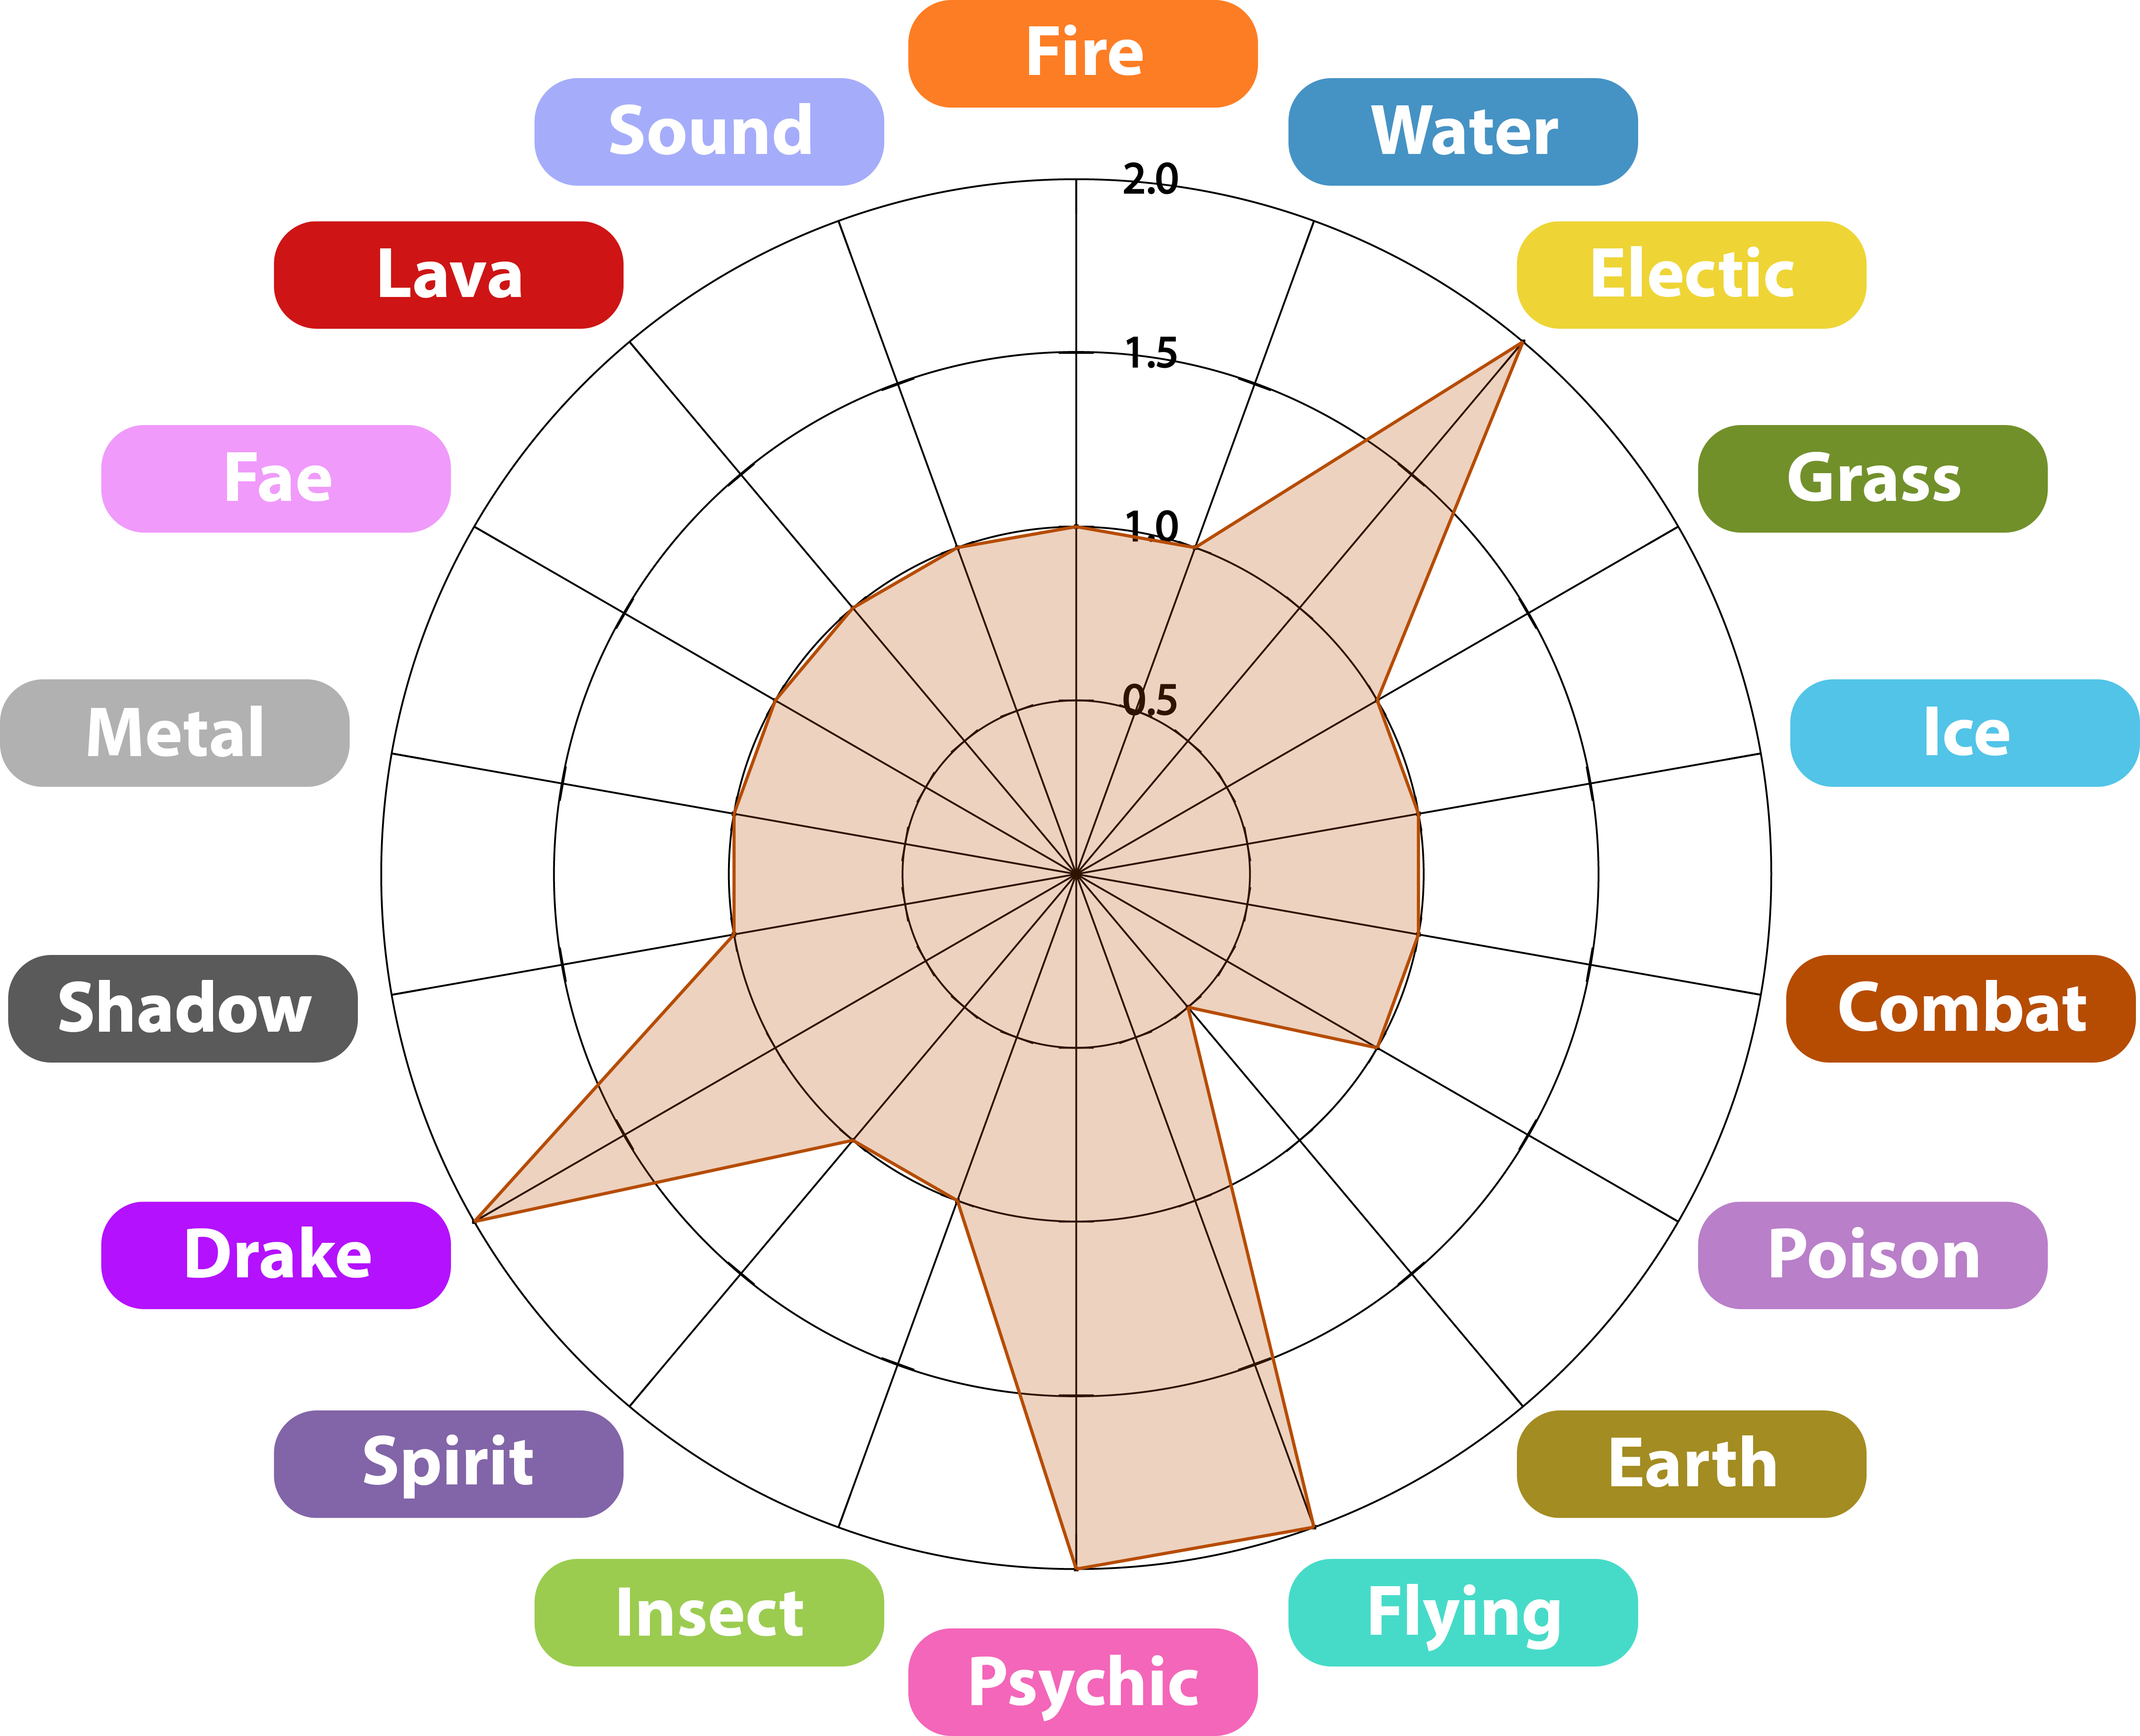 Fire
Sound
Water
2.0
Lava
Electic
1.5
Fae
Grass
1.0
0.5
Metal
Ice
Shadow
Combat
Drake
Poison
Spirit
Earth
Insect
Flying
Psychic